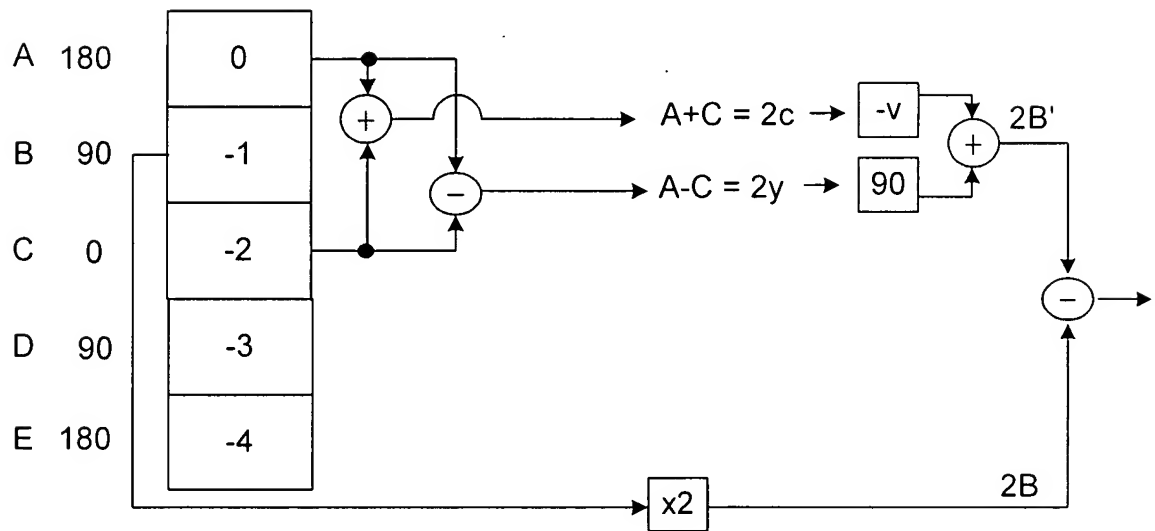 A 180 0
+
A+C = 2c
-v
2B'
B 90 -1
+
-
A-C = 2y
90
C 0 -2
-
D 90 -3
E 180 -4
x2
2B